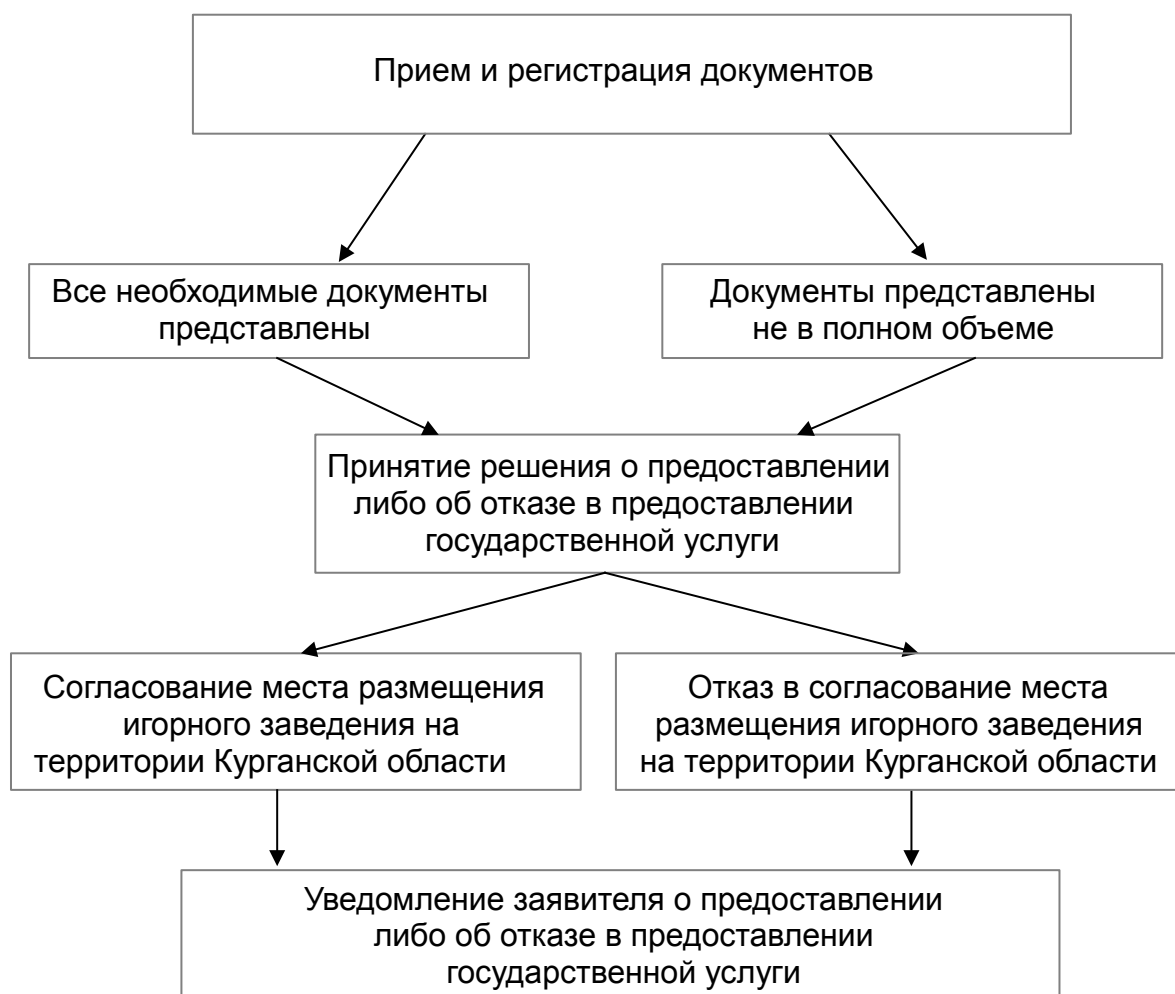 Прием и регистрация документов
Все необходимые документы
представлены
Документы представлены
не в полном объеме
Принятие решения о предоставлении
либо об отказе в предоставлении
государственной услуги
Согласование места размещения
игорного заведения на
территории Курганской области
Отказ в согласование места
размещения игорного заведения
на территории Курганской области
Уведомление заявителя о предоставлении
либо об отказе в предоставлении
государственной услуги